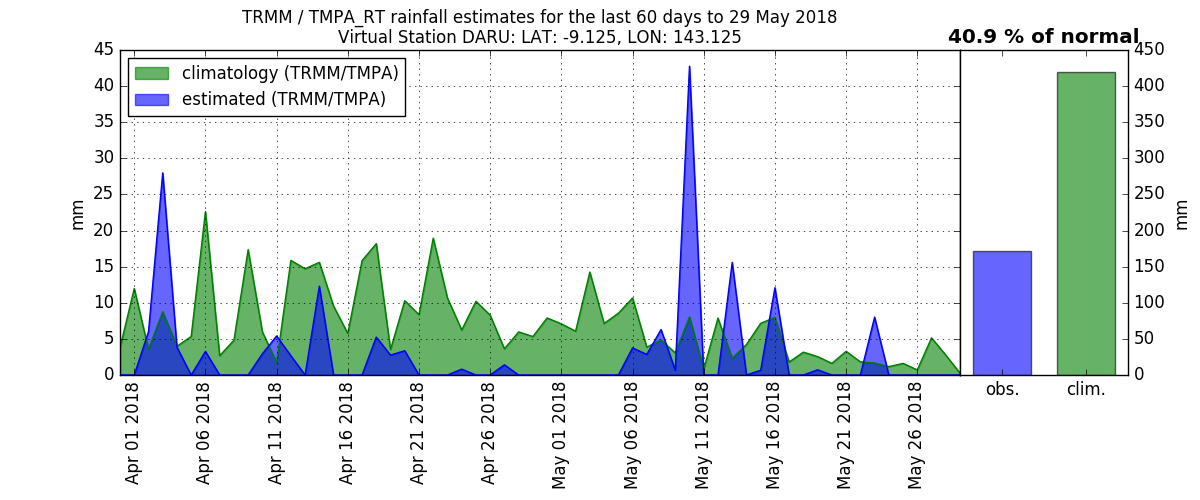 TRMM / TMPA_RT rainfall estimates for the last 60 days to 29 May 2018
Virtual Station DARU: LAT: -9.125, LON: 143.125
40.9 % of normal
climatology (TRMM/TMPA)
estimated (TRMM/TMPA)
45
40
35
30
25
20
15
10
5
0
mm
Apr 01 2018
Apr 06 2018
Apr 11 2018
Apr 16 2018
Apr 21 2018
Apr 26 2018
May 01 2018
May 06 2018
May 11 2018
May 16 2018
May 21 2018
May 26 2018
450
400
350
300
250
200
150
100
50
0
mm
obs.
clim.